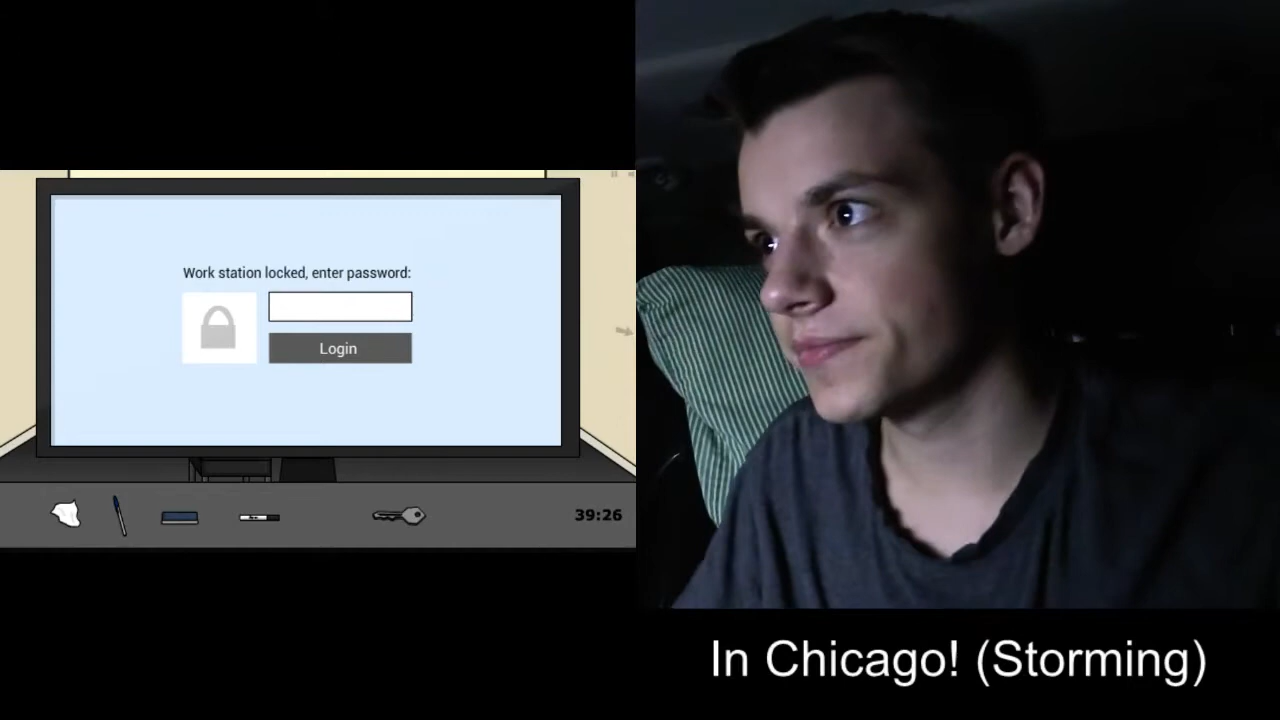 Work station locked, enter password:
Login
39:26
In Chicago! (Storming)